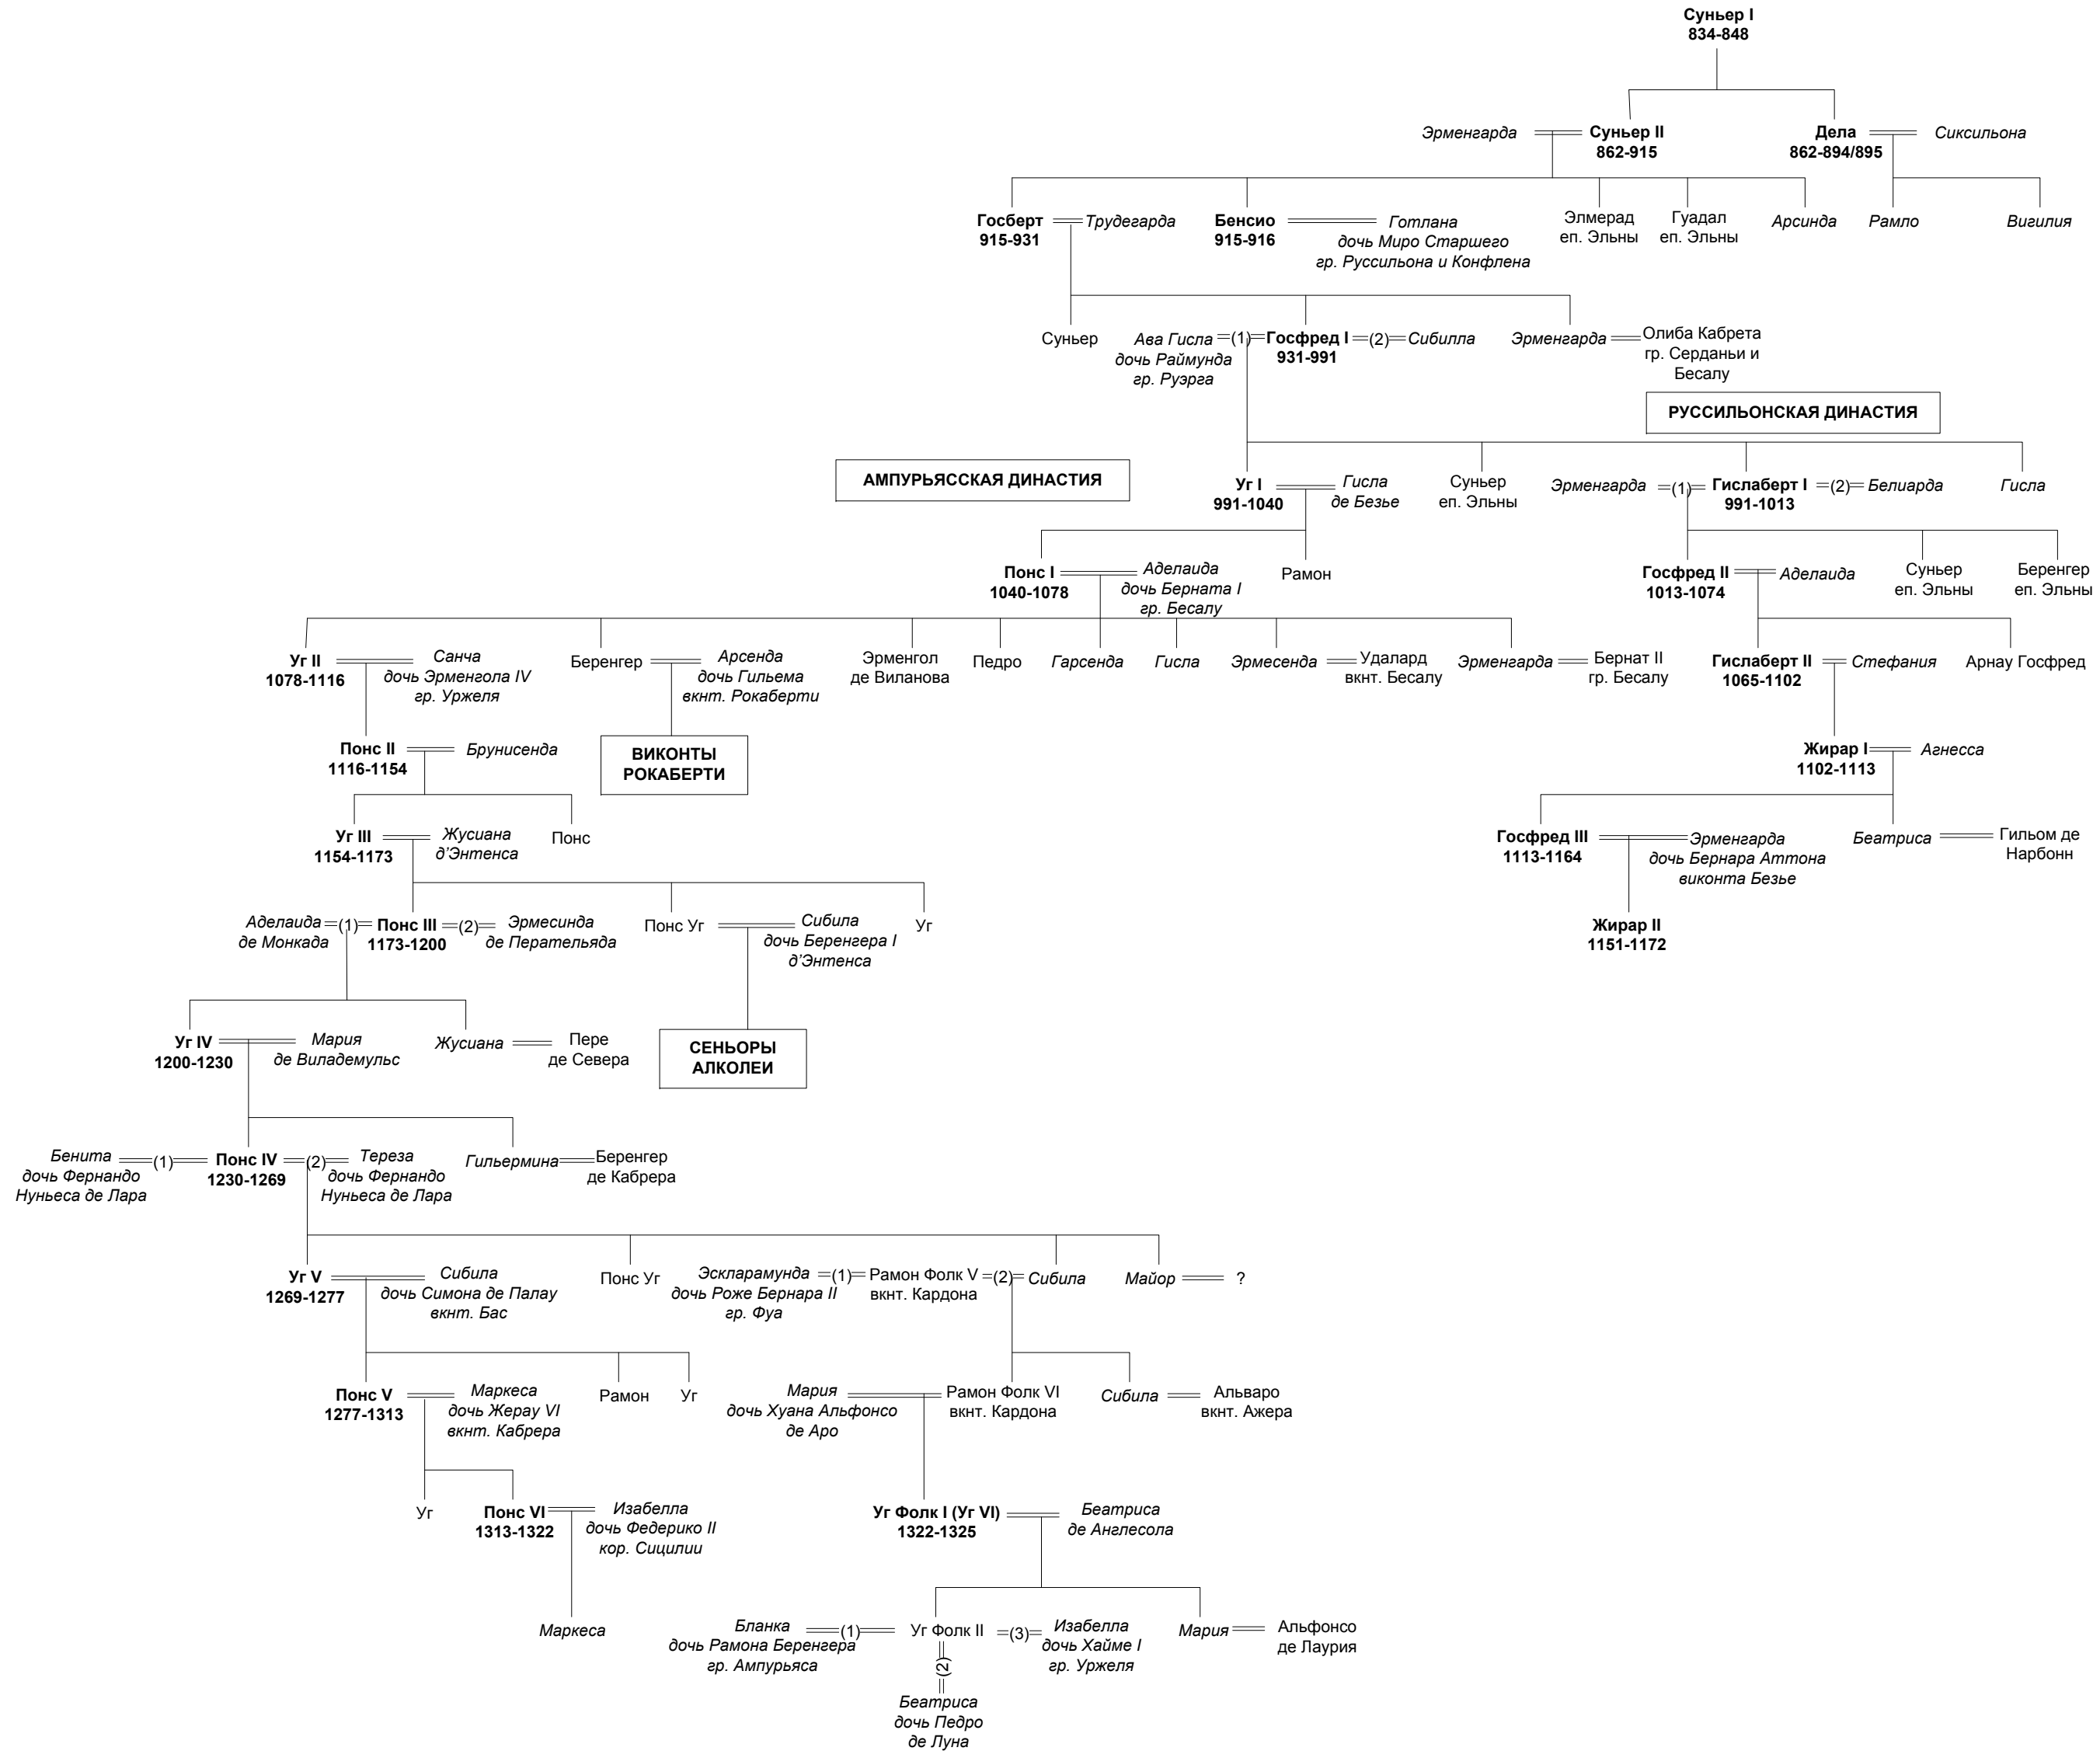 Суньер I
834-848
Эрменгарда
Суньер II
862-915
Дела
862-894/895
Сиксильона
Госберт
915-931
Трудегарда
Бенсио
915-916
Готлана
дочь Миро Старшего
гр. Руссильона и Конфлена
Элмерад
еп. Эльны
Гуадал
еп. Эльны
Арсинда
Рамло
Вигилия
Суньер
Ава Гисла
дочь Раймунда
гр. Руэрга
(1)
Госфред I
931-991
(2)
Сибилла
Эрменгарда
Олиба Кабрета
гр. Серданьи и
Бесалу
РУССИЛЬОНСКАЯ ДИНАСТИЯ
АМПУРЬЯССКАЯ ДИНАСТИЯ
Уг I
991-1040
Гисла
де Безье
Суньер
еп. Эльны
Эрменгарда
(1)
Гислаберт I
991-1013
(2)
Белиарда
Гисла
Понс I
1040-1078
Аделаида
дочь Берната I
гр. Бесалу
Рамон
Госфред II
1013-1074
Аделаида
Суньер
еп. Эльны
Беренгер
еп. Эльны
Уг II
1078-1116
Санча
дочь Эрменгола IV
гр. Уржеля
Беренгер
Арсенда
дочь Гильема
вкнт. Рокаберти
Эрменгол
де Виланова
Педро
Гарсенда
Гисла
Эрмесенда
Удалард
вкнт. Бесалу
Эрменгарда
Бернат II
гр. Бесалу
Гислаберт II
1065-1102
Стефания
Арнау Госфред
Понс II
1116-1154
Брунисенда
ВИКОНТЫ
РОКАБЕРТИ
Жирар I
1102-1113
Агнесса
Уг III
1154-1173
Жусиана
д'Энтенса
Понс
Госфред III
1113-1164
Эрменгарда
дочь Бернара Аттона
виконта Безье
Беатриса
Гильом де
Нарбонн
Аделаида
де Монкада
(1)
Понс III
1173-1200
(2)
Эрмесинда
де Перательяда
Понс Уг
Сибила
дочь Беренгера I
д'Энтенса
Уг
Жирар II
1151-1172
Уг IV
1200-1230
Мария
де Виладемульс
Жусиана
Пере
де Севера
СЕНЬОРЫ
АЛКОЛЕИ
Бенита
дочь Фернандо
Нуньеса де Лара
(1)
Понс IV
1230-1269
(2)
Тереза
дочь Фернандо
Нуньеса де Лара
Гильермина
Беренгер
де Кабрера
Уг V
1269-1277
Сибила
дочь Симона де Палау
вкнт. Бас
Понс Уг
Эскларамунда
дочь Роже Бернара II
гр. Фуа
(1)
Рамон Фолк V
вкнт. Кардона
(2)
Сибила
Майор
?
Понс V
1277-1313
Маркеса
дочь Жерау VI
вкнт. Кабрера
Рамон
Уг
Мария
дочь Хуана Альфонсо
де Аро
Рамон Фолк VI
вкнт. Кардона
Сибила
Альваро
вкнт. Ажера
Уг
Понс VI
1313-1322
Изабелла
дочь Федерико II
кор. Сицилии
Уг Фолк I (Уг VI)
1322-1325
Беатриса
де Англесола
Маркеса
Бланка
дочь Рамона Беренгера
гр. Ампурьяса
(1)
Уг Фолк II
(3)
Изабелла
дочь Хайме I
гр. Уржеля
Мария
Альфонсо
де Лаурия
(2)
Беатриса
дочь Педро
де Луна